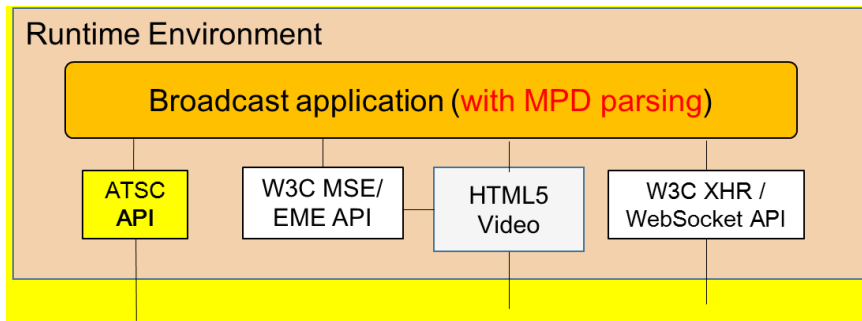 Runtime Environment
Broadcast application (with MPD parsing)
ATSC
API
W3C MSE/
EME API
HTML5
Video
W3C XHR /
WebSocket API